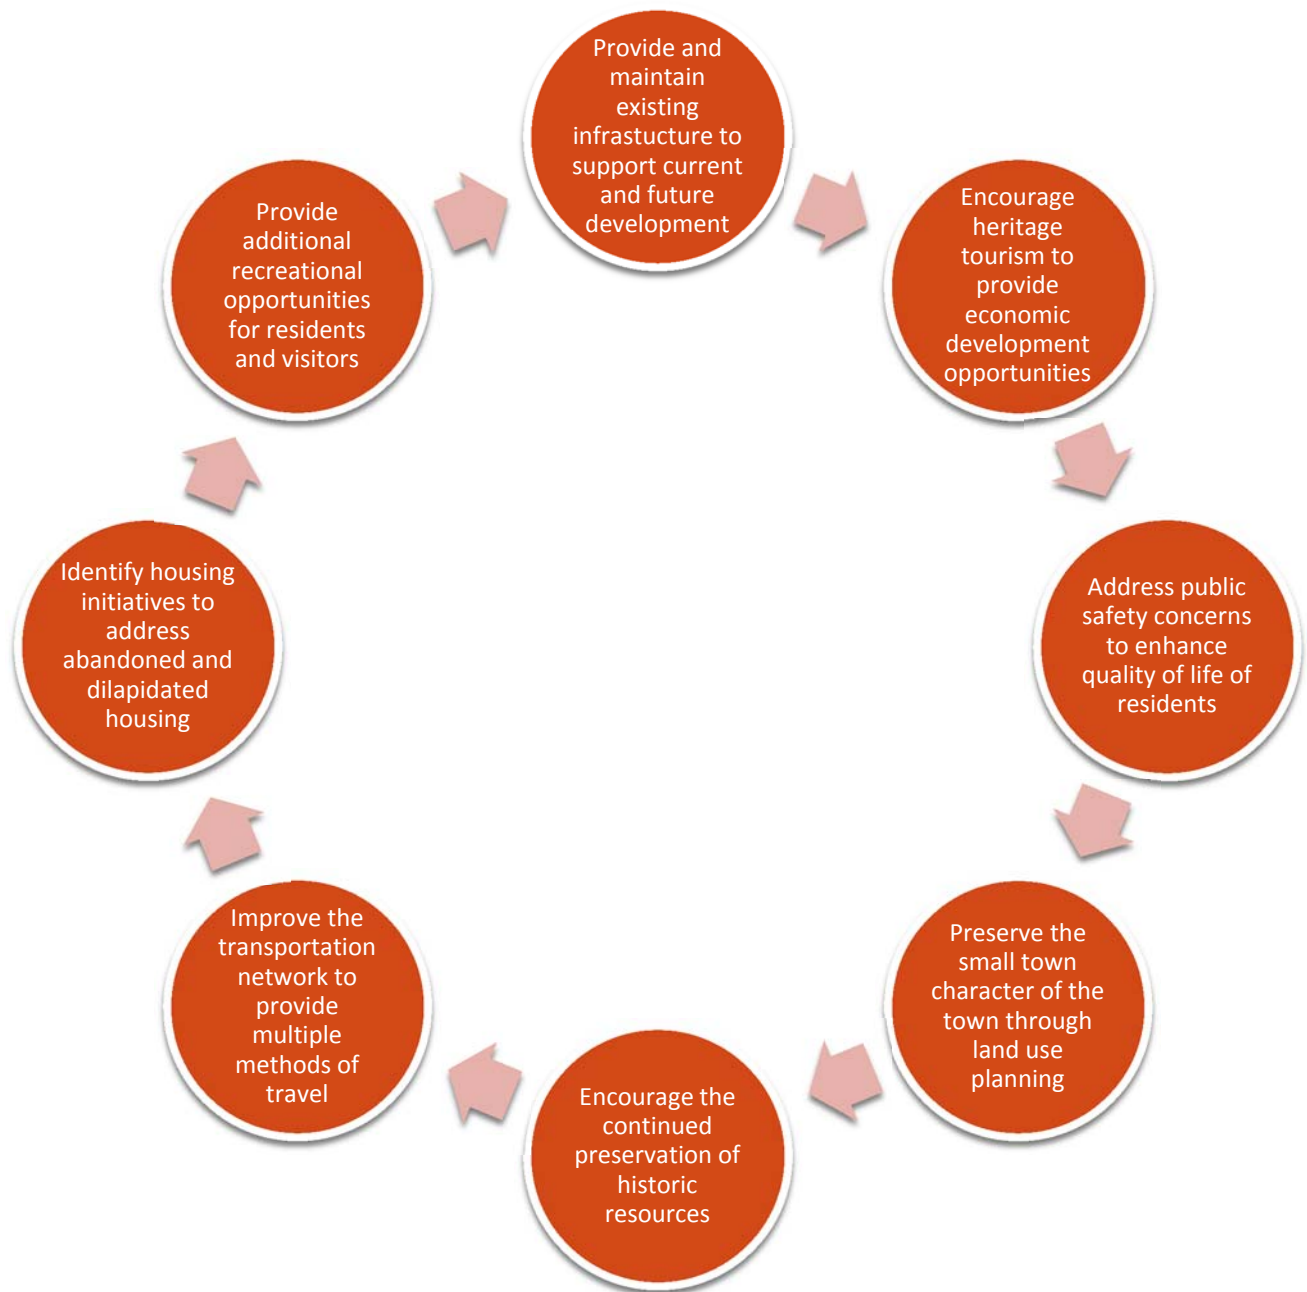 Provide and
maintain
existing
infrastucture to
support current
and future
development
Encourage
heritage
tourism to
provide
economic
development
opportunities
Address public
safety concerns
to enhance
quality of life of
residents
Preserve the
small town
character of the
town through
land use
planning
Encourage the
continued
preservation of
historic
resources
Improve the
transportation
network to
provide
multiple
methods of
travel
Identify housing
initiatives to
address
abandoned and
dilapidated
housing
Provide
additional
recreational
opportunities
for residents
and visitors